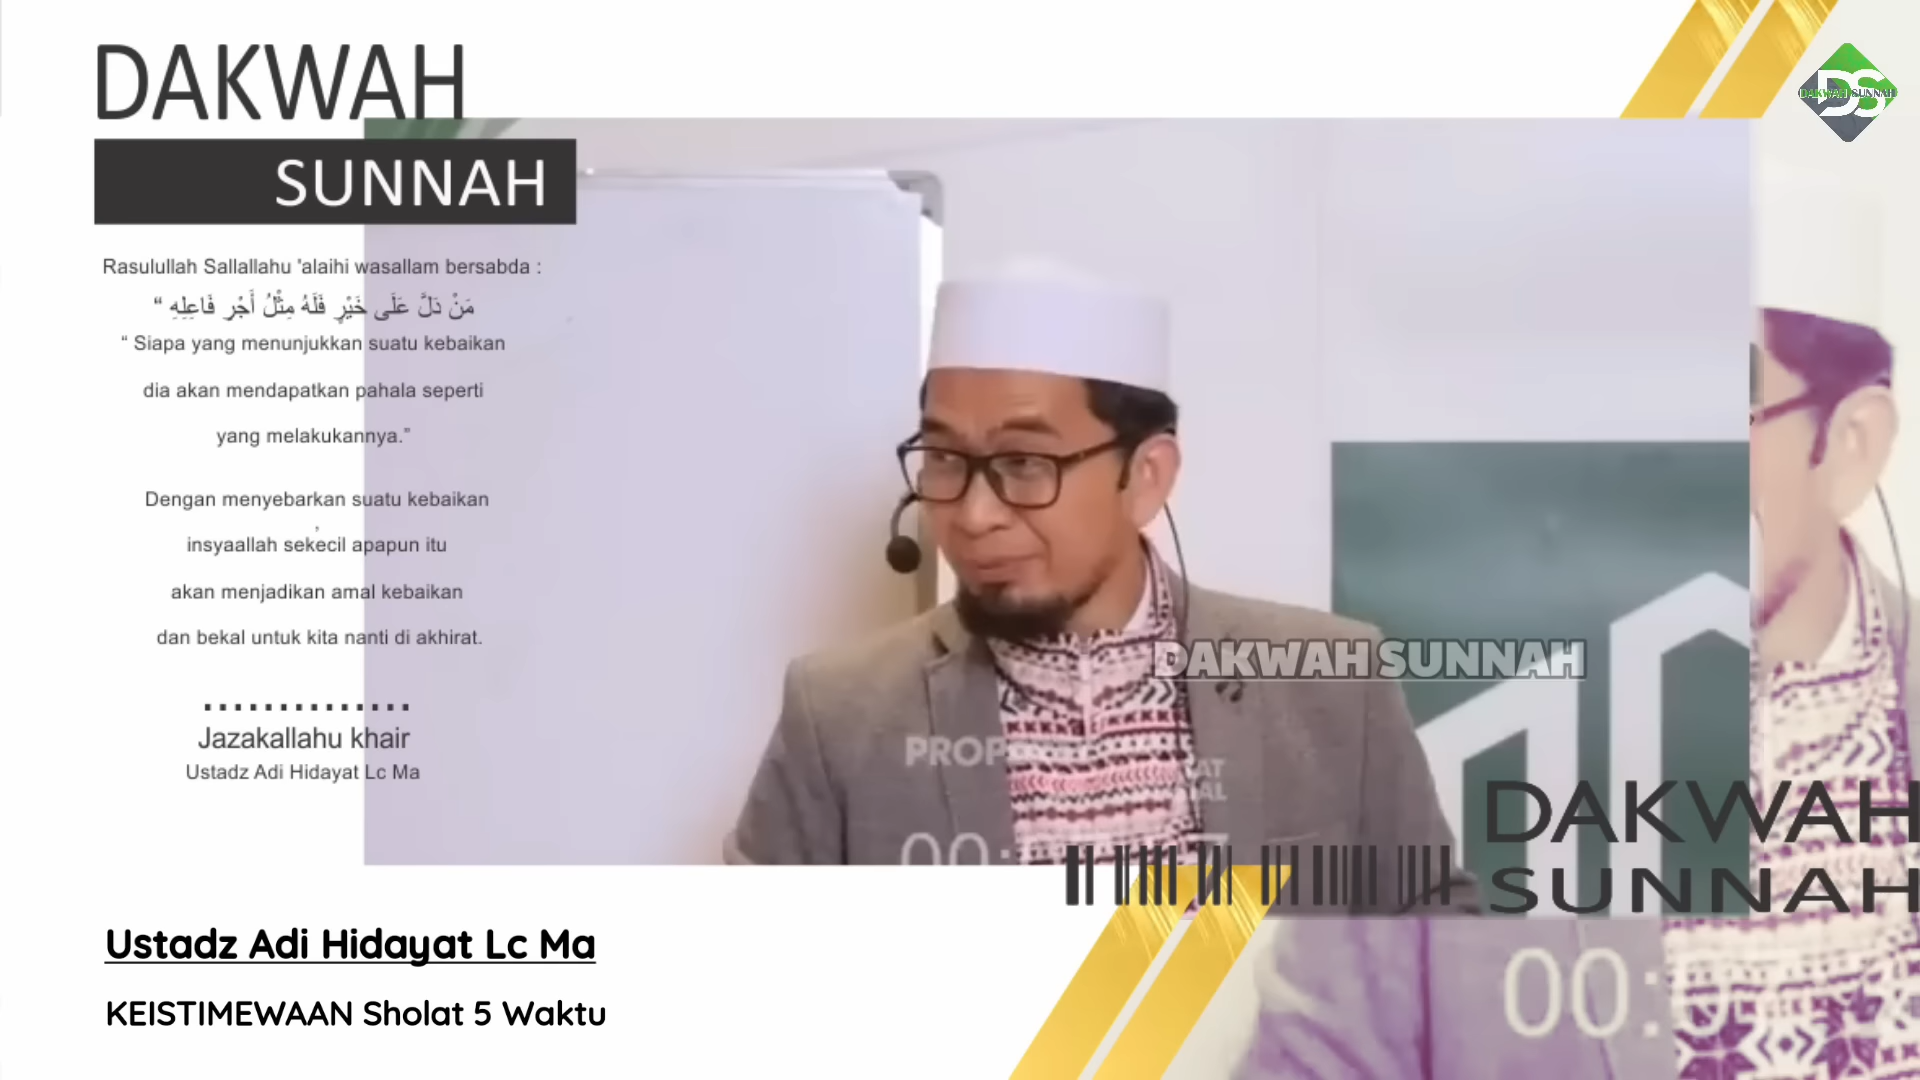 DAKWAH
SUNNAH
Rasulullah Sallallahu 'alaihi wasallam bersabda :
مَنْ دَلَّ عَلَى خَيْرٍ فَلَهُ مِثْلُ أَجْرِ فَاعِلِهِ “
“ Siapa yang menunjukkan suatu kebaikan
dia akan mendapatkan pahala seperti
yang melakukannya.”
Dengan menyebarkan suatu kebaikan
insyaallah sekecil apapun itu
akan menjadikan amal kebaikan
dan bekal untuk kita nanti di akhirat.
..............
Jazakallahu khair
Ustadz Adi Hidayat Lc Ma
Ustadz Adi Hidayat Lc Ma
KEISTIMEWAAN Sholat 5 Waktu
DS
DAKWAH SUNNAH
DAKWAH SUNNAH
DAKWAH
SUNNAH